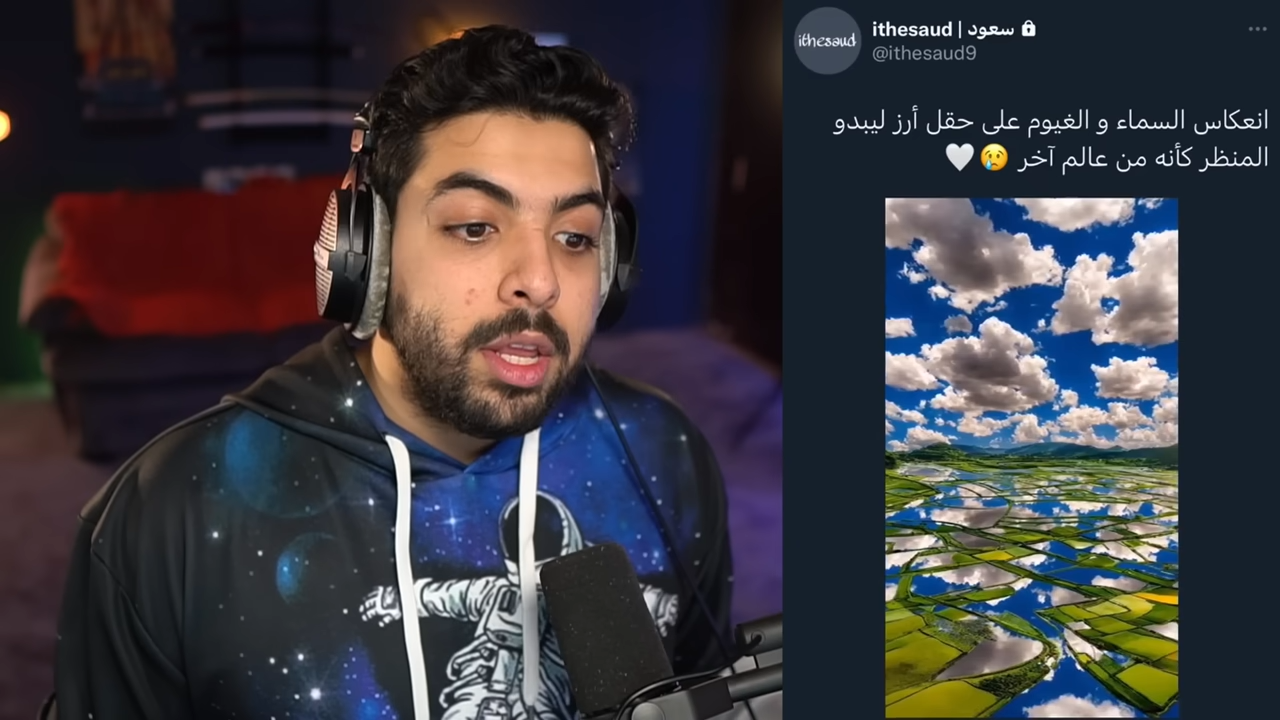 ithesaud
ithesaud | سعود
@ithesaud9
انعكاس السماء و الغيوم على حقل أرز ليبدو
المنظر كأنه من عالم آخر 😢🤍